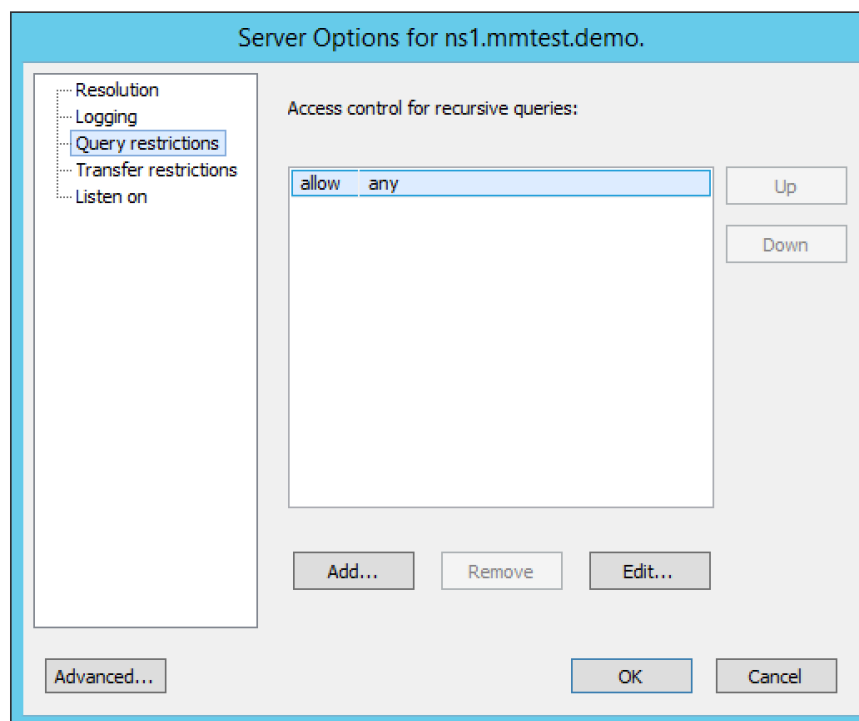 Server Options for ns1.mmtest.demo.
Resolution
Logging
Query restrictions
Transfer restrictions
Listen on
Access control for recursive queries:
allow any
Up
Down
Add... Remove Edit...
Advanced... OK Cancel